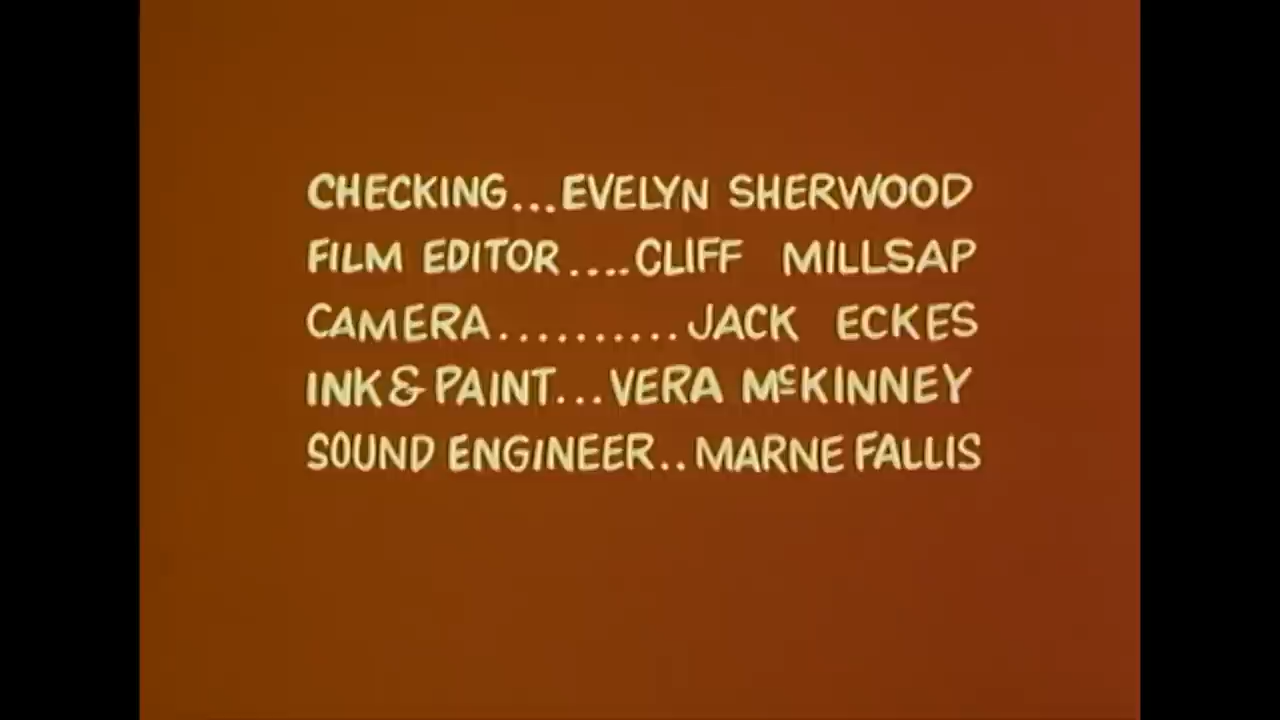 CHECKING...EVELYN SHERWOOD
FILM EDITOR....CLIFF MILLSAP
CAMERA..........JACK ECKES
INK & PAINT...VERA McKINNEY
SOUND ENGINEER..MARNE FALLIS